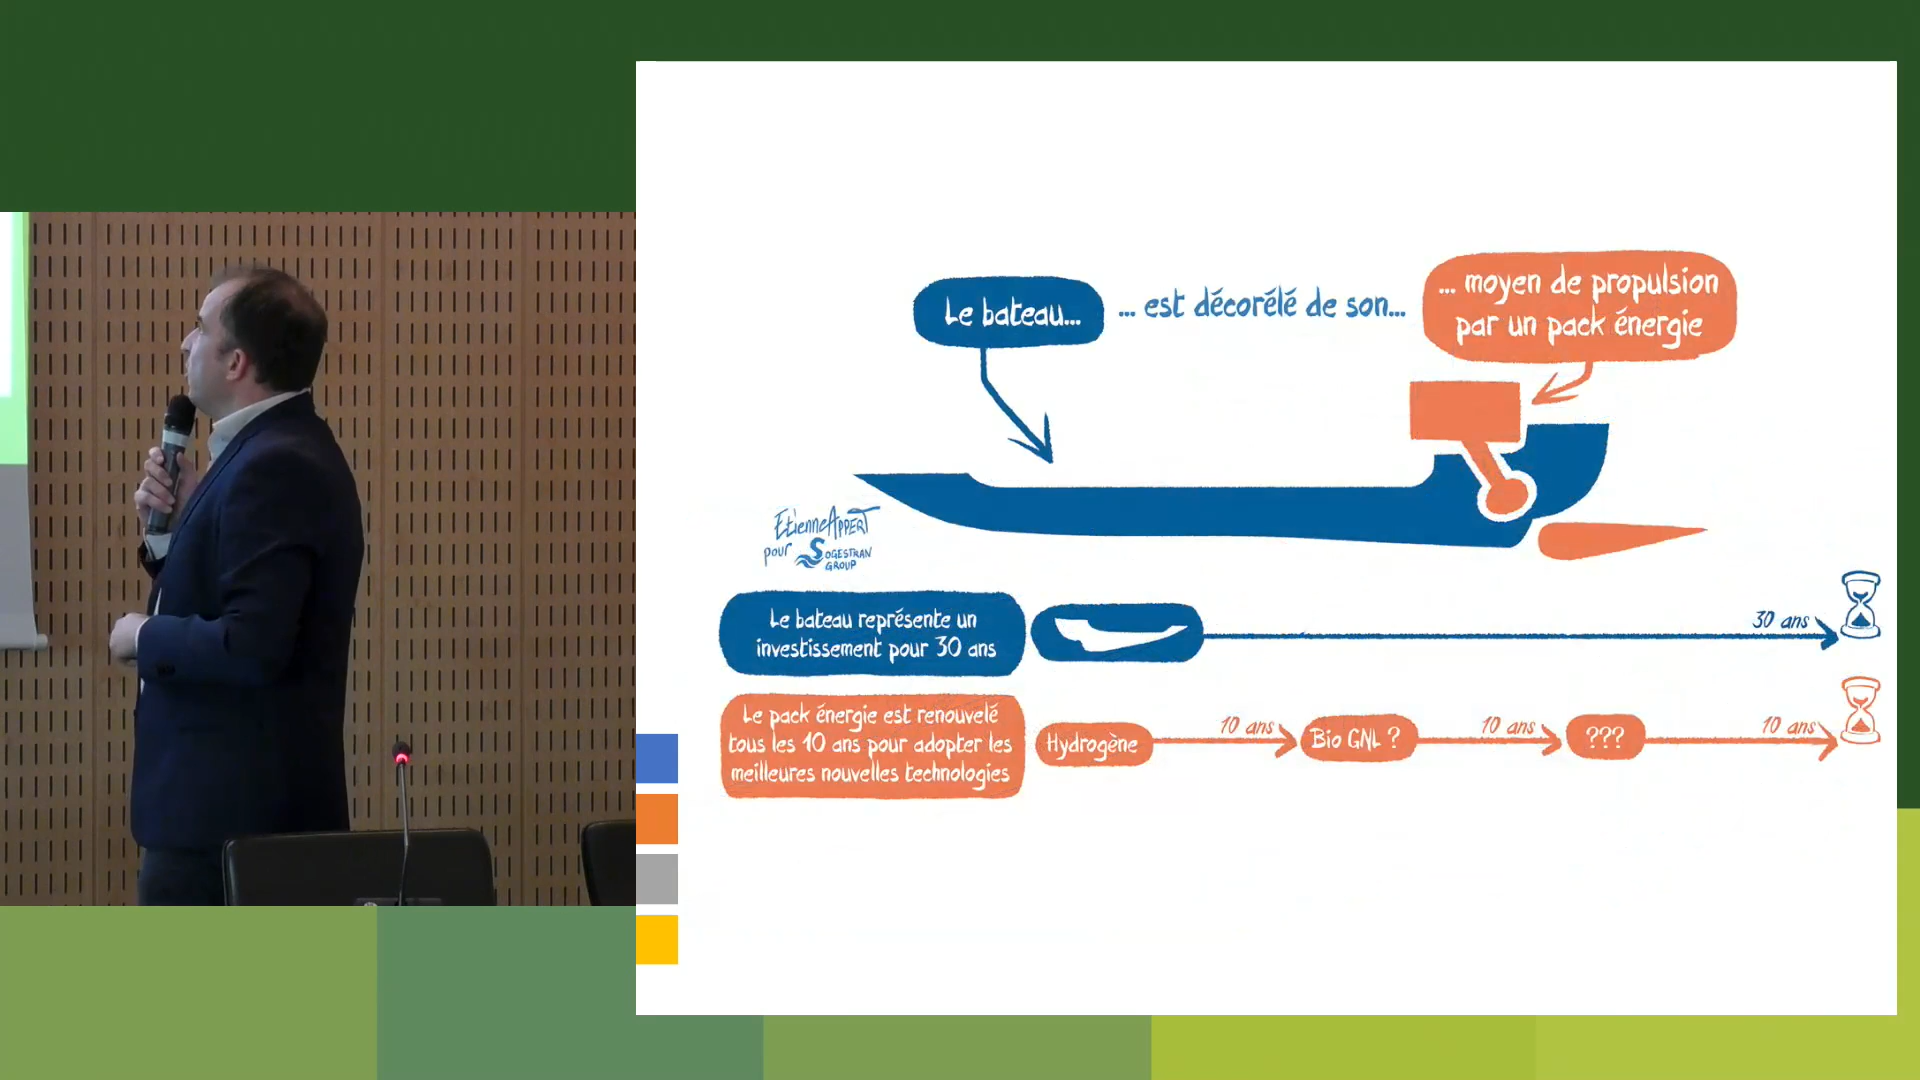 Le bateau...
... est décorélé de son...
... moyen de propulsion
par un pack énergie
Etienne Appert
pour SOGESTRAN
GROUP
Le bateau représente un
investissement pour 30 ans
30 ans
Le pack énergie est renouvelé
tous les 10 ans pour adopter les
meilleures nouvelles technologies
Hydrogène
10 ans
Bio GNL ?
10 ans
???
10 ans